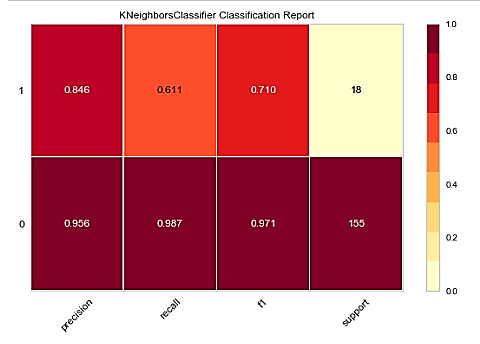 KNeighborsClassifier Classification Report
1.0
1 0.846 0.611 0.710 18
0.8
0.6
0.4
0 0.956 0.987 0.971 155
0.2
0.0
precision recall f1 support